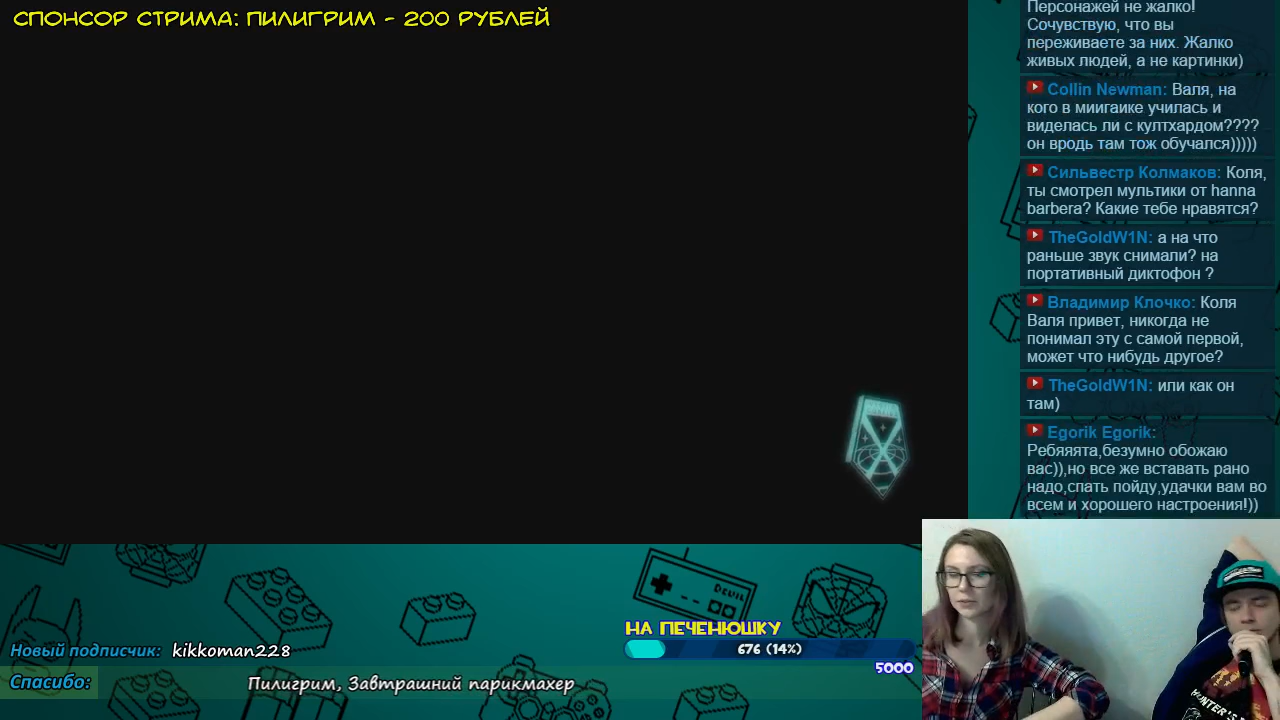 СПОНСОР СТРИМА: ПИЛИГРИМ - 200 РУБЛЕЙ
Персонажей не жалко!
Сочувствую, что вы
переживаете за них. Жалко
живых людей, а не картинки)
Collin Newman: Валя, на
кого в миигаике училась и
виделась ли с култхардом????
он вродь там тож обучался)))))
Сильвестр Колмаков: Коля,
ты смотрел мультики от hanna
barbera? Какие тебе нравятся?
TheGoldW1N: а на что
раньше звук снимали? на
портативный диктофон ?
Владимир Клочко: Коля
Валя привет, никогда не
понимал эту с самой первой,
может что нибудь другое?
TheGoldW1N: или как он
там)
Egorik Egorik:
Ребяяята,безумно обожаю
вас)),но все же вставать рано
надо,спать пойду,удачки вам во
всем и хорошего настроения!))
Devil
НА ПЕЧЕНЮШКУ
676 (14%)
5000
Новый подписчик: kikkoman228
Спасибо:
Пилигрим, Завтрашний парикмахер